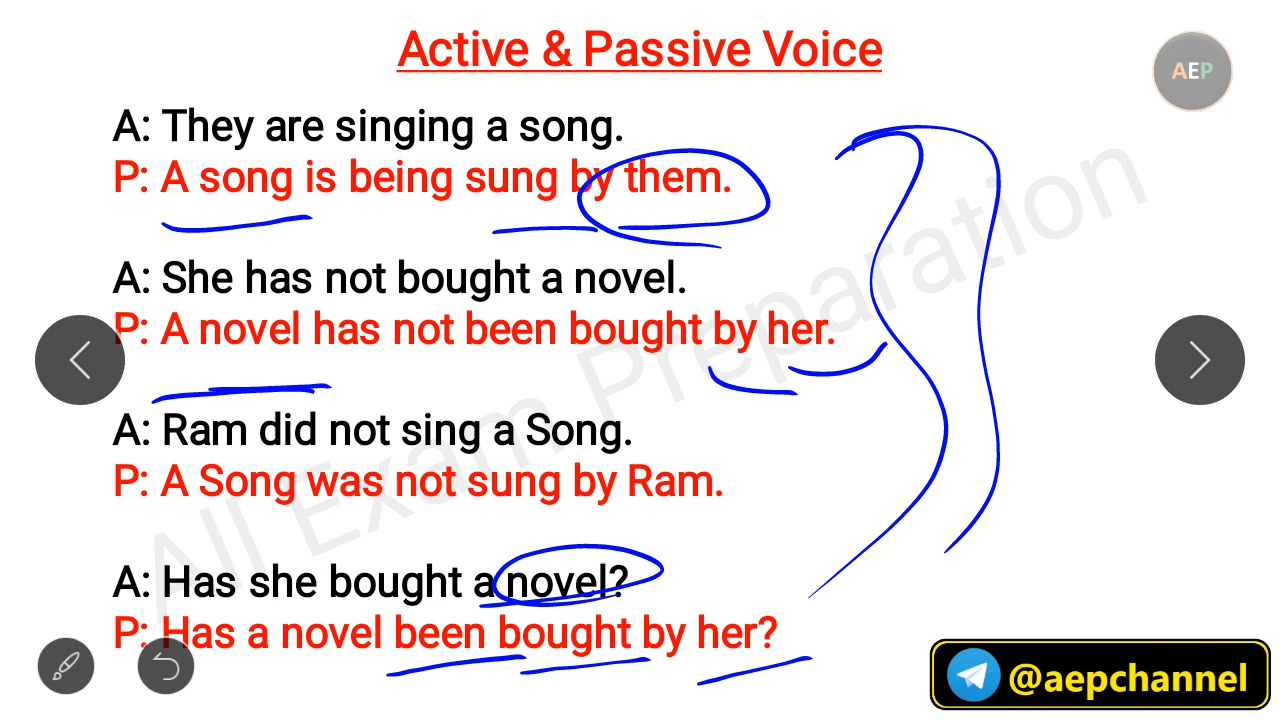 Active & Passive Voice
AEP
A: They are singing a song.
P: A song is being sung by them.
A: She has not bought a novel.
P: A novel has not been bought by her.
A: Ram did not sing a Song.
P: A Song was not sung by Ram.
A: Has she bought a novel?
P: Has a novel been bought by her?
All Exam Preparation
@aepchannel